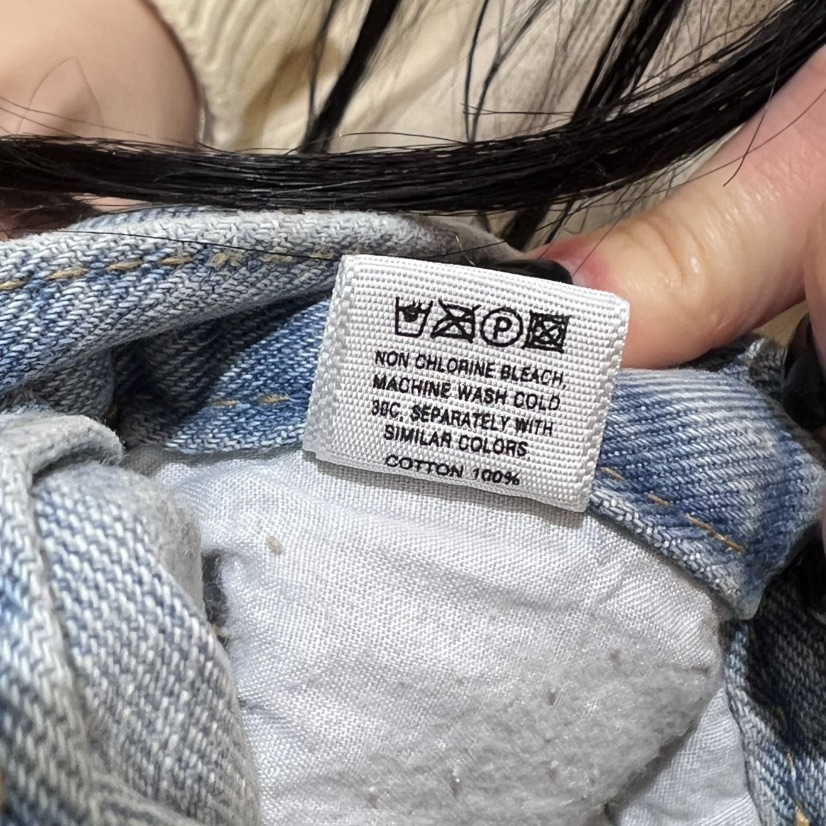 P
NON CHLORINE BLEACH,
MACHINE WASH COLD
30C, SEPARATELY WITH
SIMILAR COLORS
COTTON 100%